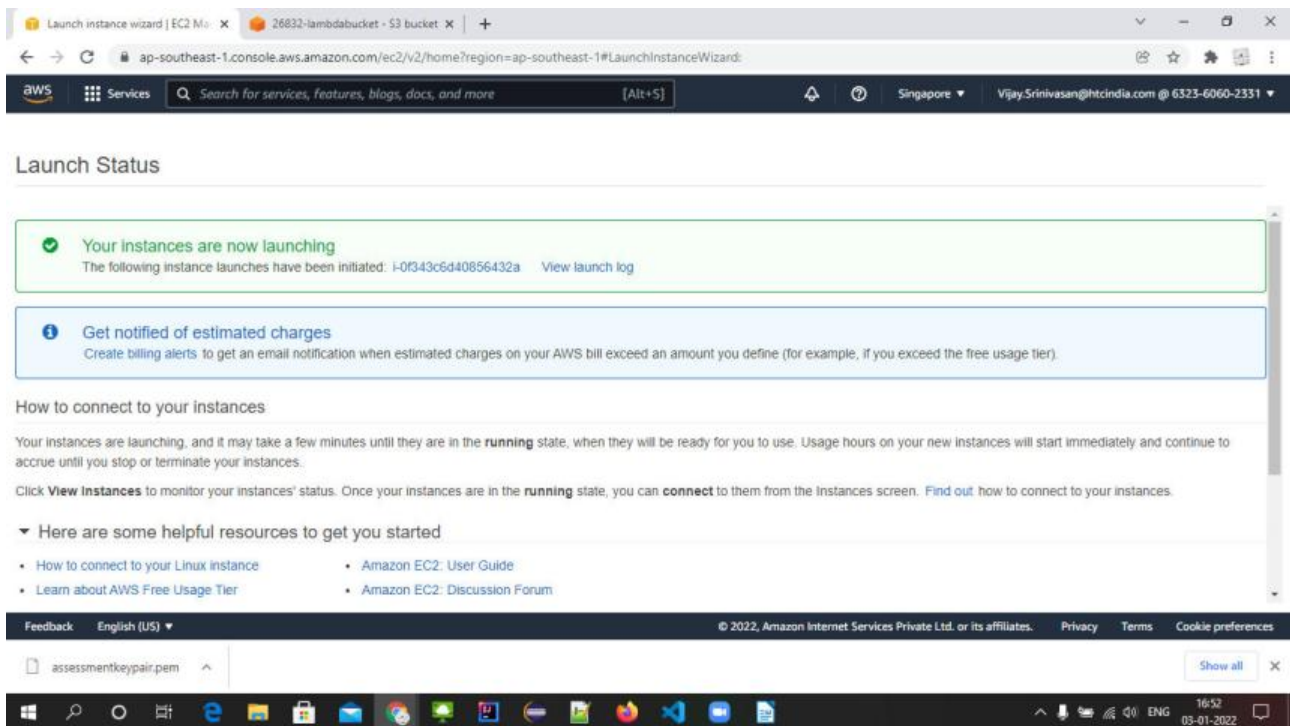 Launch instance wizard | EC2 Ma
26832-lambdabucket - S3 bucket
ap-southeast-1.console.aws.amazon.com/ec2/v2/home?region=ap-southeast-1#LaunchInstanceWizard:
aws
Services
Search for services, features, blogs, docs, and more
[Alt+S]
Singapore
Vijay.Srinivasan@htcindia.com @ 6323-6060-2331
Launch Status
Your instances are now launching
The following instance launches have been initiated: i-0f343c6d40856432a View launch log
Get notified of estimated charges
Create billing alerts to get an email notification when estimated charges on your AWS bill exceed an amount you define (for example, if you exceed the free usage tier).
How to connect to your instances
Your instances are launching, and it may take a few minutes until they are in the running state, when they will be ready for you to use. Usage hours on your new instances will start immediately and continue to
accrue until you stop or terminate your instances.
Click View Instances to monitor your instances' status. Once your instances are in the running state, you can connect to them from the Instances screen. Find out how to connect to your instances.
Here are some helpful resources to get you started
• How to connect to your Linux instance
• Amazon EC2: User Guide
• Learn about AWS Free Usage Tier
• Amazon EC2: Discussion Forum
Feedback
English (US)
© 2022, Amazon Internet Services Private Ltd. or its affiliates.
Privacy
Terms
Cookie preferences
assessmentkeypair.pem
Show all
ENG
16:52
03-01-2022